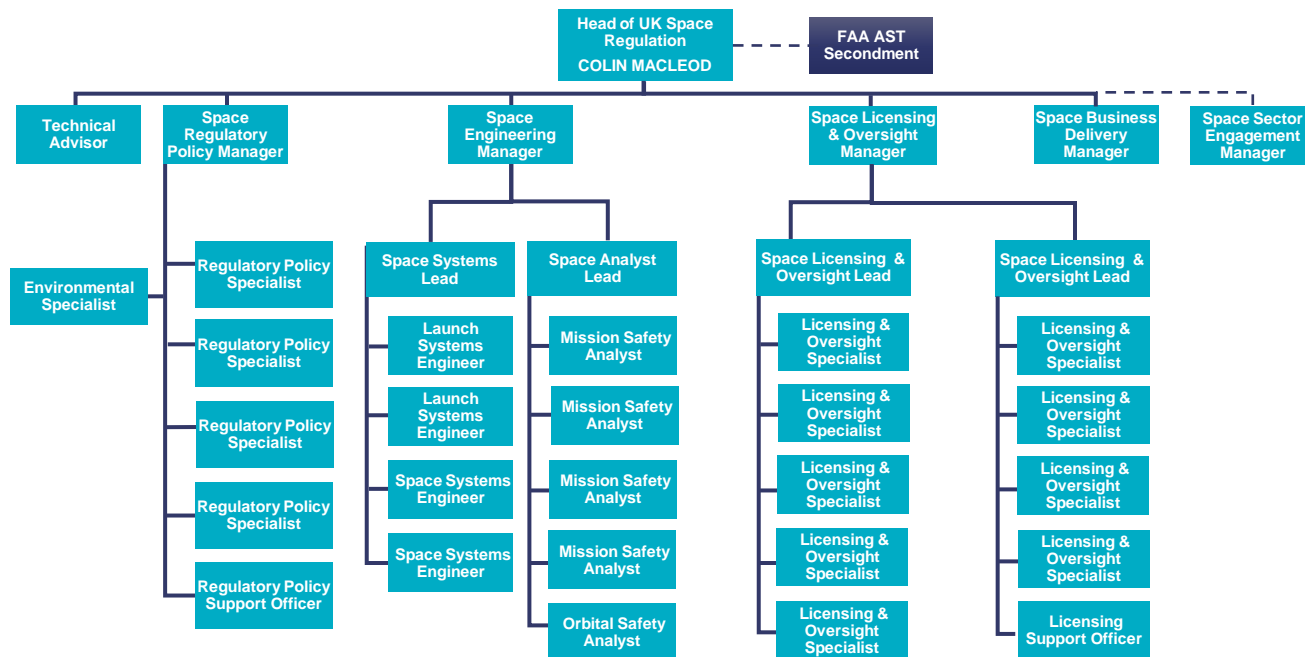 Head of UK Space
Regulation
COLIN MACLEOD
FAA AST
Secondment
Technical
Advisor
Space
Regulatory
Policy Manager
Space
Engineering
Manager
Space Licensing
& Oversight
Manager
Space Business
Delivery
Manager
Space Sector
Engagement
Manager
Environmental
Specialist
Regulatory Policy
Specialist
Regulatory Policy
Specialist
Regulatory Policy
Specialist
Regulatory Policy
Specialist
Regulatory Policy
Support Officer
Space Systems
Lead
Launch
Systems
Engineer
Launch
Systems
Engineer
Space Systems
Engineer
Space Systems
Engineer
Space Analyst
Lead
Mission Safety
Analyst
Mission Safety
Analyst
Mission Safety
Analyst
Mission Safety
Analyst
Orbital Safety
Analyst
Space Licensing &
Oversight Lead
Licensing &
Oversight
Specialist
Licensing &
Oversight
Specialist
Licensing &
Oversight
Specialist
Licensing &
Oversight
Specialist
Licensing &
Oversight
Specialist
Space Licensing &
Oversight Lead
Licensing &
Oversight
Specialist
Licensing &
Oversight
Specialist
Licensing &
Oversight
Specialist
Licensing &
Oversight
Specialist
Licensing
Support Officer